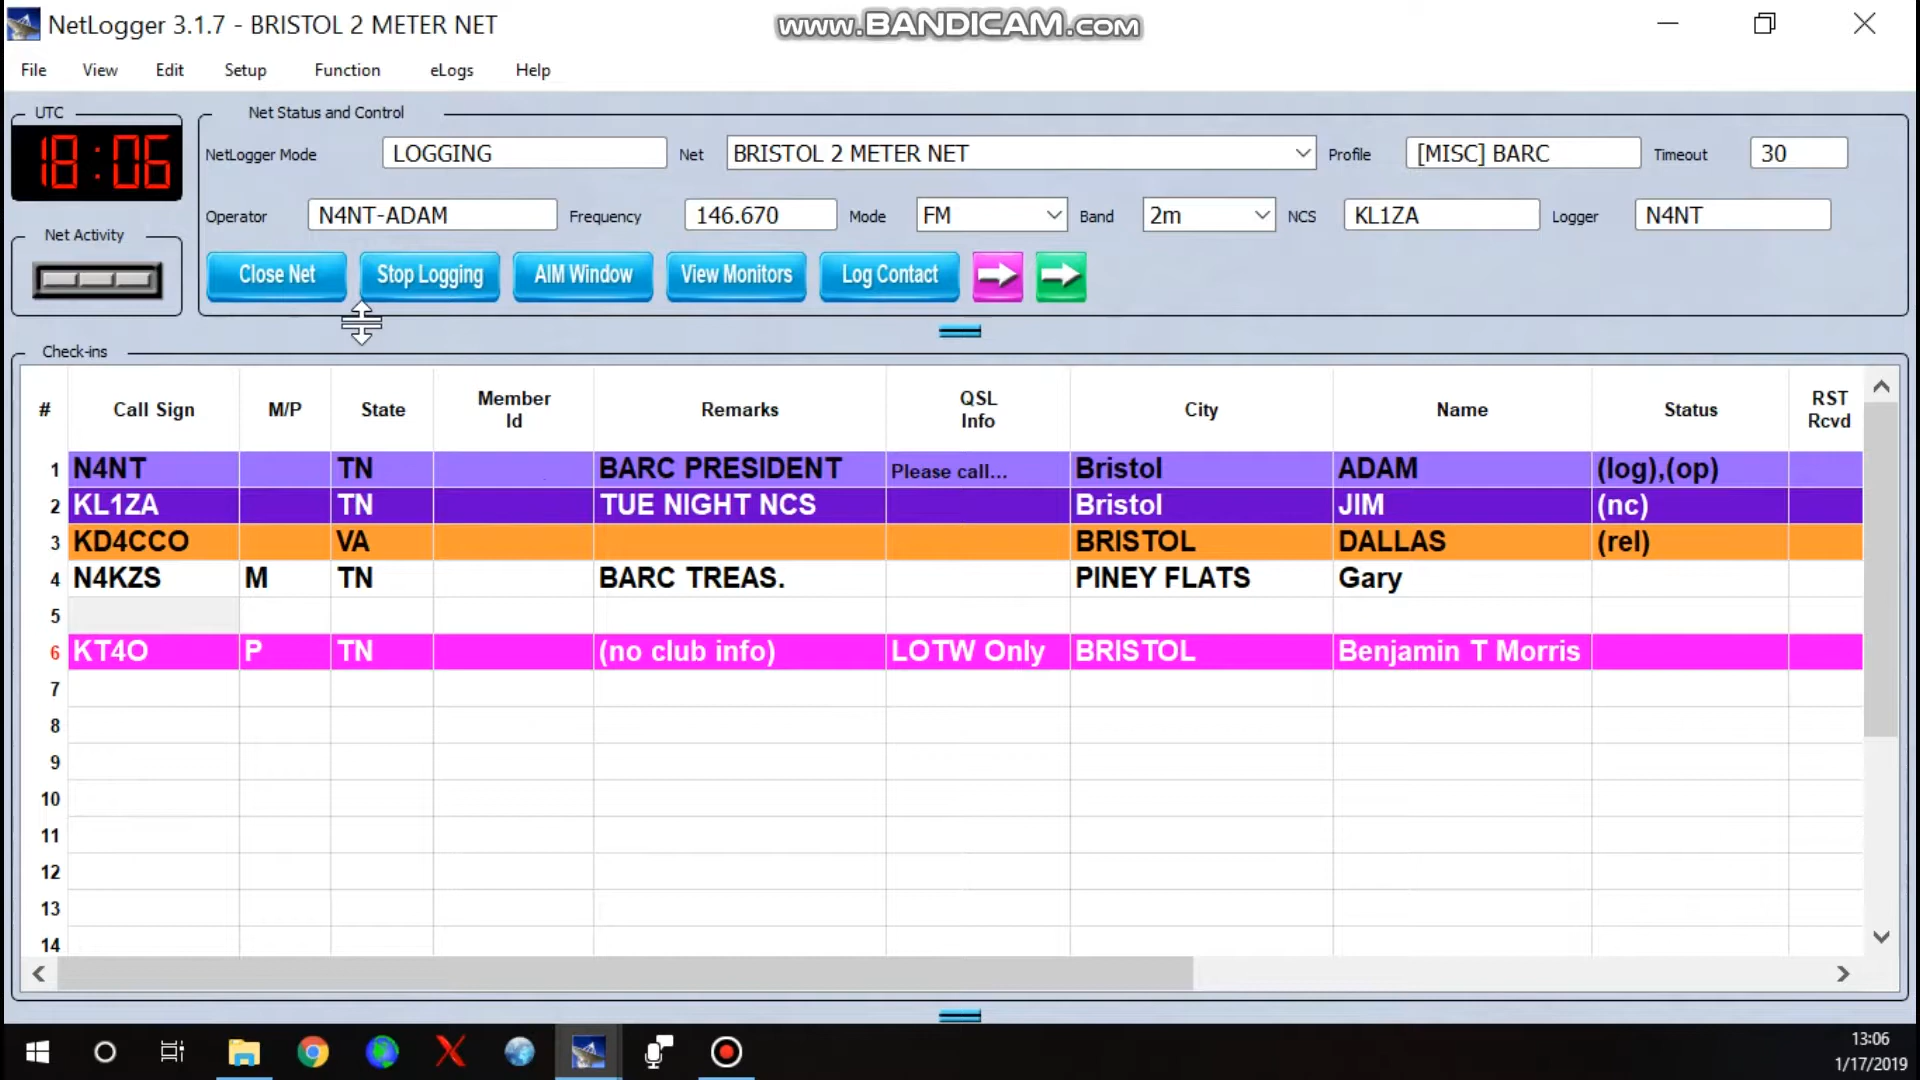 NetLogger 3.1.7 - BRISTOL 2 METER NET
www.BANDICAM.com
File View Edit Setup Function eLogs Help
UTC
18:06
Net Activity
Net Status and Control
NetLogger Mode LOGGING Net BRISTOL 2 METER NET Profile [MISC] BARC Timeout 30
Operator N4NT-ADAM Frequency 146.670 Mode FM Band 2m NCS KL1ZA Logger N4NT
Close Net Stop Logging AIM Window View Monitors Log Contact
Check-ins
# Call Sign M/P State Member Id Remarks QSL Info City Name Status RST Rcvd
1 N4NT TN BARC PRESIDENT Please call... Bristol ADAM (log),(op)
2 KL1ZA TN TUE NIGHT NCS Bristol JIM (nc)
3 KD4CCO VA BRISTOL DALLAS (rel)
4 N4KZS M TN BARC TREAS. PINEY FLATS Gary
5
6 KT4O P TN (no club info) LOTW Only BRISTOL Benjamin T Morris
7
8
9
10
11
12
13
14
13:06
1/17/2019